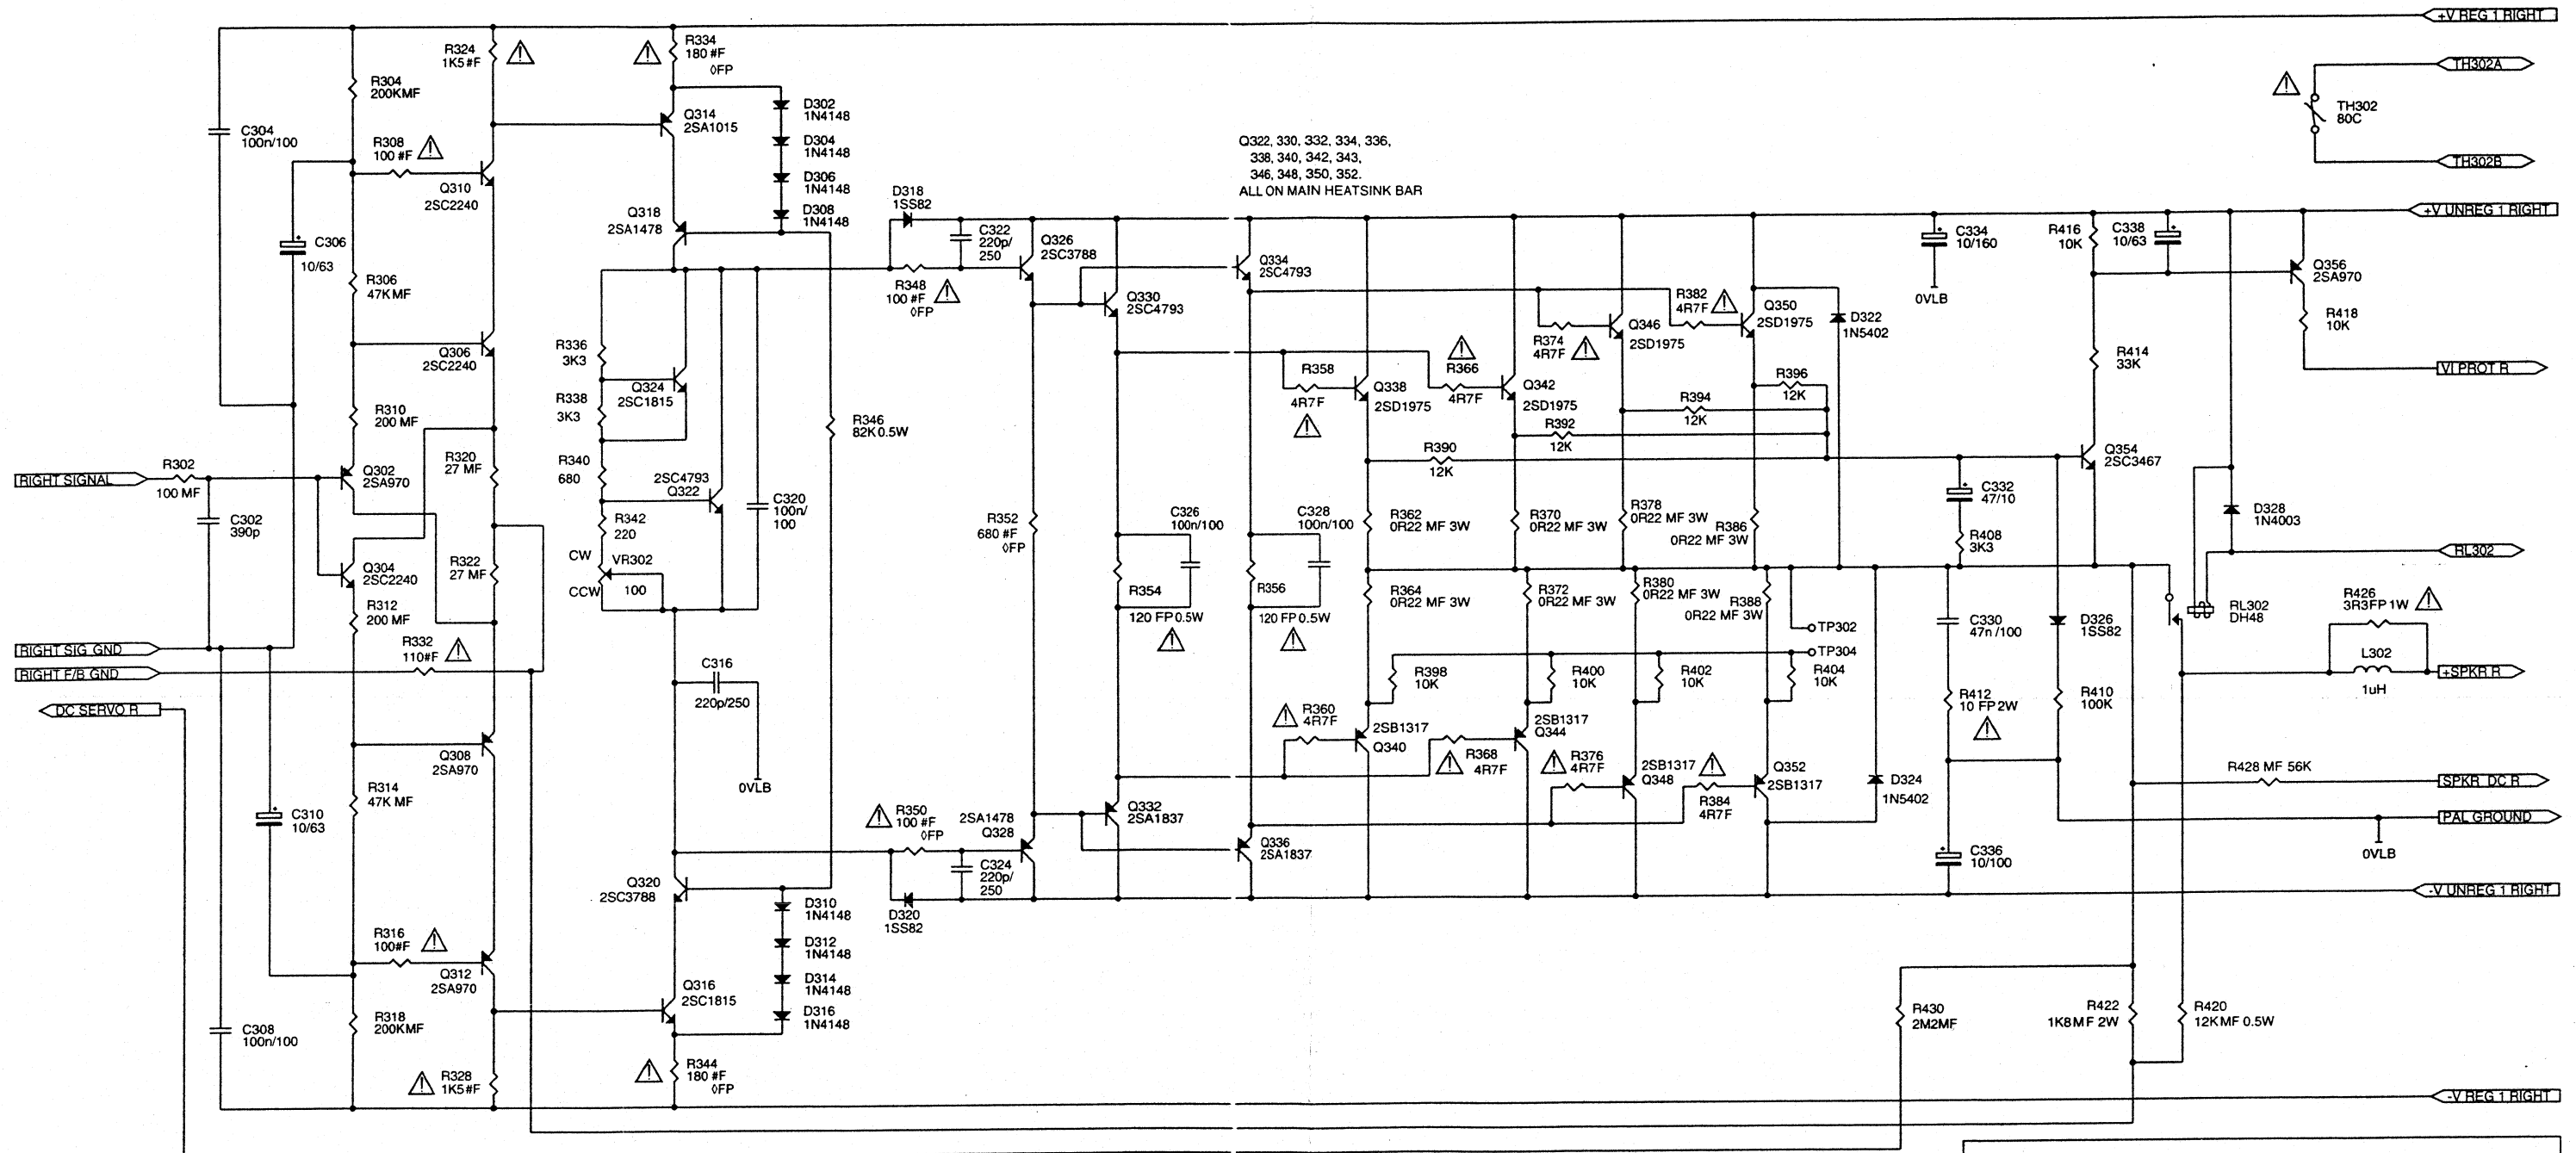 +V REG 1 RIGHT
R324
1K5#F
R334
180 #F
◊FP
TH302A
R304
200KMF
D302
1N4148
TH302
80C
C304
100n/100
Q314
2SA1015
R308
100 #F
D304
1N4148
Q322, 330, 332, 334, 336,
338, 340, 342, 343,
346, 348, 350, 352.
ALL ON MAIN HEATSINK BAR
TH302B
Q310
2SC2240
D306
1N4148
D318
1SS82
Q318
2SA1478
D308
1N4148
+V UNREG 1 RIGHT
C306
10/63
C322
220p/
250
Q326
2SC3788
Q334
2SC4793
C334
10/160
0VLB
R416
10K
C338
10/63
Q356
2SA970
R306
47K MF
R348
100 #F
◊FP
Q330
2SC4793
R382
4R7F
Q350
2SD1975
D322
1N5402
R418
10K
R374
4R7F
Q346
2SD1975
Q306
2SC2240
R336
3K3
R414
33K
VI PROT R
R358
4R7F
Q338
2SD1975
R366
4R7F
Q342
2SD1975
R396
12K
Q324
2SC1815
R338
3K3
R394
12K
R310
200 MF
R346
82K 0.5W
R392
12K
R390
12K
Q354
2SC3467
RIGHT SIGNAL
R302
100 MF
Q302
2SA970
R320
27 MF
R340
680
2SC4793
Q322
C320
100n/
100
C302
390p
R342
220
R352
680 #F
◊FP
C326
100n/100
C328
100n/100
R362
0R22 MF 3W
R370
0R22 MF 3W
R378
0R22 MF 3W
R386
0R22 MF 3W
C332
47/10
R408
3K3
D328
1N4003
RL302
CW
VR302
CCW
100
Q304
2SC2240
R322
27 MF
R354
120 FP 0.5W
R356
120 FP 0.5W
R364
0R22 MF 3W
R372
0R22 MF 3W
R380
0R22 MF 3W
R388
0R22 MF 3W
R312
200 MF
C330
47n /100
D326
1SS82
RL302
DH48
R426
3R3FP 1W
TP302
TP304
RIGHT SIG GND
R332
110#F
RIGHT F/B GND
C316
220p/250
0VLB
R398
10K
R400
10K
R402
10K
R404
10K
L302
1uH
+SPKR R
R412
10 FP 2W
R410
100K
DC SERVO R
R360
4R7F
2SB1317
Q340
2SB1317
Q344
R368
4R7F
R376
4R7F
2SB1317
Q348
Q352
2SB1317
R384
4R7F
D324
1N5402
Q308
2SA970
R314
47K MF
R428 MF 56K
SPKR DC R
C310
10/63
R350
100 #F
◊FP
2SA1478
Q328
Q332
2SA1837
Q336
2SA1837
PAL GROUND
0VLB
C324
220p/
250
C336
10/100
Q320
2SC3788
-V UNREG 1 RIGHT
D310
1N4148
D320
1SS82
R316
100#F
D312
1N4148
Q312
2SA970
Q316
2SC1815
D314
1N4148
R318
200KMF
D316
1N4148
C308
100n/100
R430
2M2MF
R422
1K8MF 2W
R420
12KMF 0.5W
R328
1K5#F
R344
180 #F
◊FP
-V REG 1 RIGHT